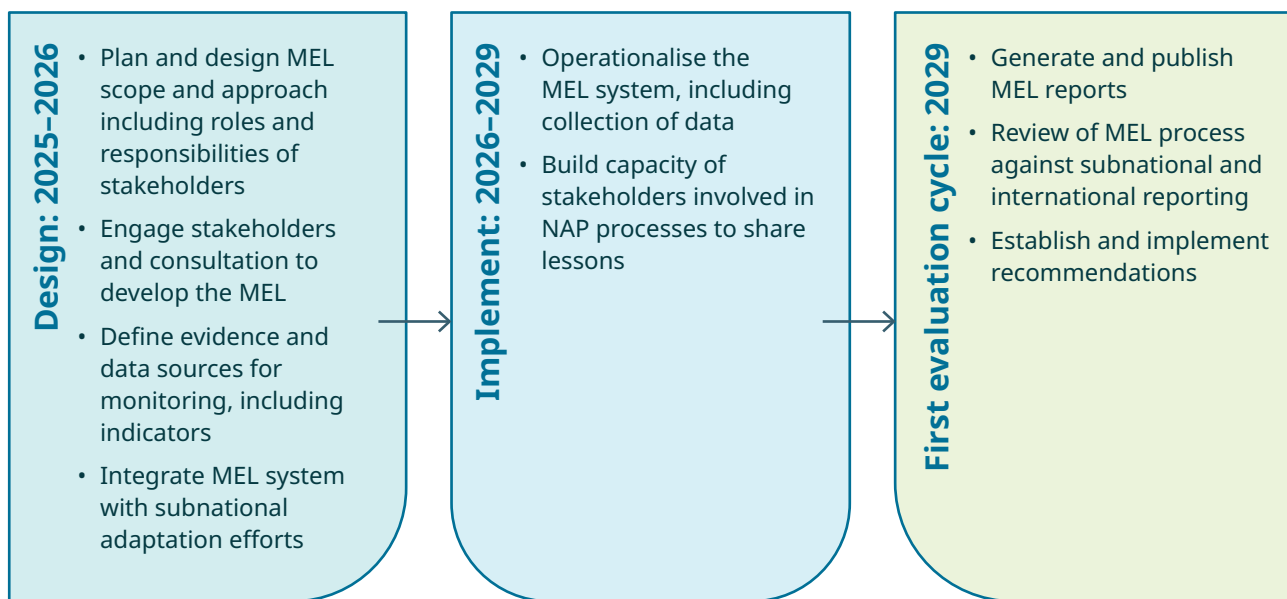 Design: 2025–2026
• Plan and design MEL
scope and approach
including roles and
responsibilities of
stakeholders
• Engage stakeholders
and consultation to
develop the MEL
• Define evidence and
data sources for
monitoring, including
indicators
• Integrate MEL system
with subnational
adaptation efforts
Implement: 2026–2029
• Operationalise the
MEL system, including
collection of data
• Build capacity of
stakeholders involved in
NAP processes to share
lessons
First evaluation cycle: 2029
• Generate and publish
MEL reports
• Review of MEL process
against subnational and
international reporting
• Establish and implement
recommendations